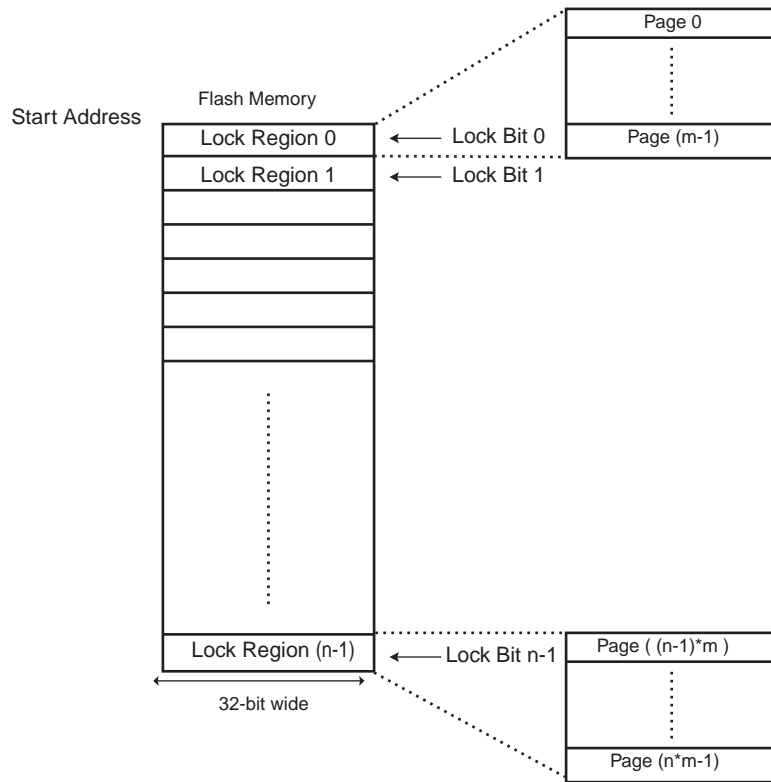 Page 0
Flash Memory
Start Address
Lock Region 0
Lock Bit 0
Page (m-1)
Lock Region 1
Lock Bit 1
Lock Region (n-1)
Lock Bit n-1
Page ( (n-1)*m )
32-bit wide
Page (n*m-1)